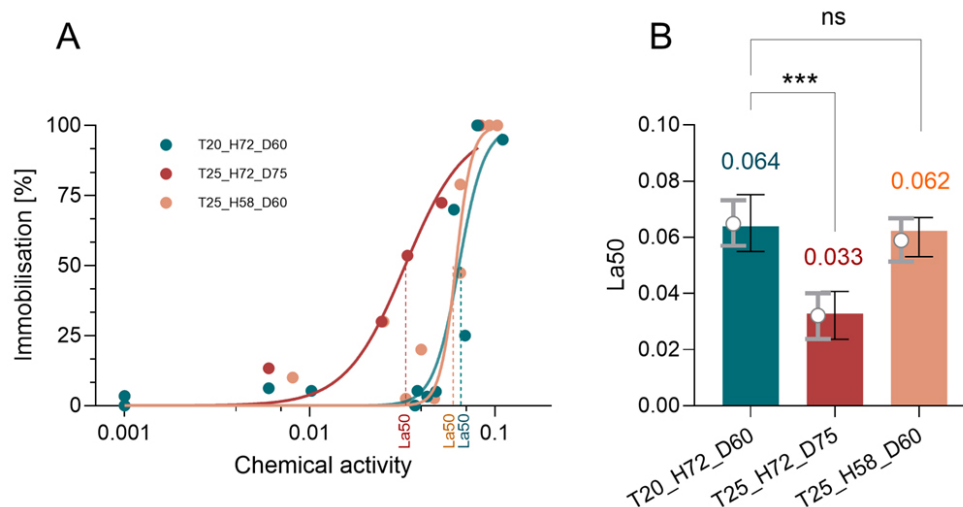 A
B
ns
***
T20_H72_D60
T25_H72_D75
T25_H58_D60
Immobilisation [%]
100
75
50
25
0
0.001
0.01
0.1
La50
La50
La50
Chemical activity
La50
0.10
0.08
0.06
0.04
0.02
0.00
0.064
0.033
0.062
T20_H72_D60
T25_H72_D75
T25_H58_D60